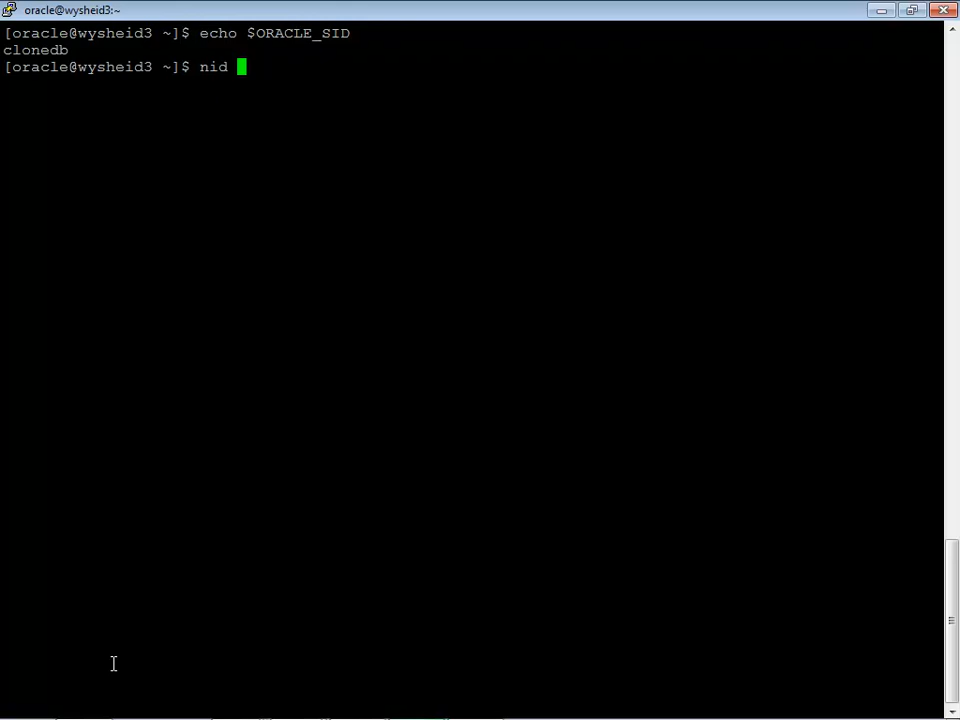 oracle@wysheid3:~
[oracle@wysheid3 ~]$ echo $ORACLE_SID
clonedb
[oracle@wysheid3 ~]$ nid